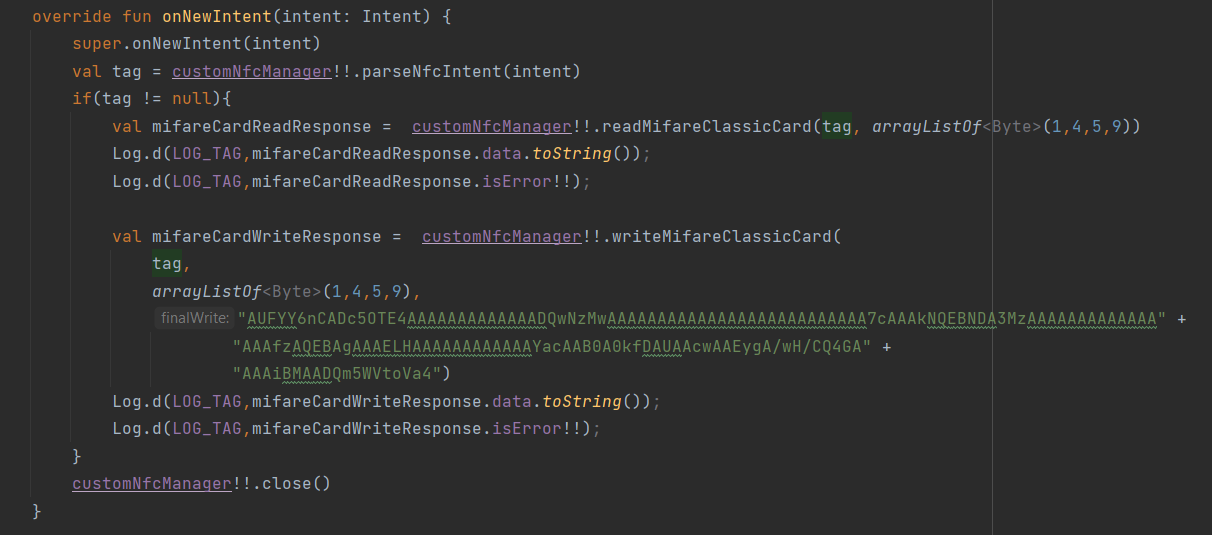 override fun onNewIntent(intent: Intent) {
super.onNewIntent(intent)
val tag = customNfcManager!!.parseNfcIntent(intent)
if(tag != null){
val mifareCardReadResponse =  customNfcManager!!.readMifareClassicCard(tag, arrayListOf<Byte>(1,4,5,9))
Log.d(LOG_TAG,mifareCardReadResponse.data.toString());
Log.d(LOG_TAG,mifareCardReadResponse.isError!!);
val mifareCardWriteResponse =  customNfcManager!!.writeMifareClassicCard(
tag,
arrayListOf<Byte>(1,4,5,9),
finalWrite: "AUFYY6nCADc5OTE4AAAAAAAAAAAAADQwNzMwAAAAAAAAAAAAAAAAAAAAAAAAAA7cAAAkNQEBNDA3MzAAAAAAAAAAAAA" +
"AAAfzAQEBAgAAAELHAAAAAAAAAAAAYacAAB0A0kfDAUAAAcwAAEygA/wH/CQ4GA" +
"AAAiBMAADQm5WVtoVa4")
Log.d(LOG_TAG,mifareCardWriteResponse.data.toString());
Log.d(LOG_TAG,mifareCardWriteResponse.isError!!);
}
customNfcManager!!.close()
}